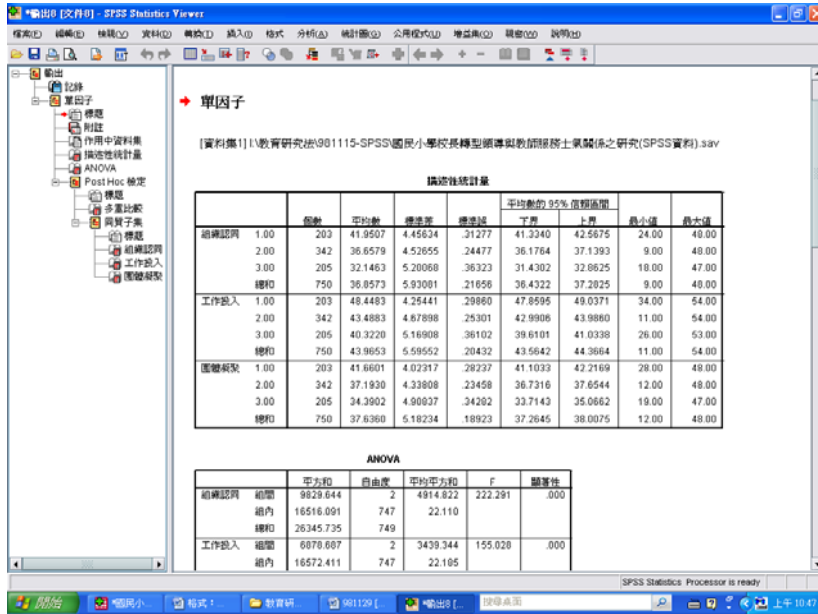 *輸出8 [文件8] - SPSS Statistics Viewer
檔案(F) 編輯(E) 檢視(V) 資料(D) 轉換(T) 插入(I) 格式 分析(A) 統計圖(G) 公用程式(U) 增益集(O) 視窗(W) 說明(H)
輸出
記錄
單因子
標題
附註
作用中資料集
描述性統計量
ANOVA
Post Hoc 檢定
標題
多重比較
同質子集
標題
組織認同
工作投入
團體凝聚
單因子
[資料集1] I:\教育研究法\981115-SPSS\國民小學校長轉型領導與教師服務士氣關係之研究(SPSS資料).sav
描述性統計量
平均數的 95% 信賴區間
個數 平均數 標準差 標準誤 下界 上界 最小值 最大值
組織認同 1.00 203 41.9507 4.45634 .31277 41.3340 42.5675 24.00 48.00
2.00 342 36.6579 4.52655 .24477 36.1764 37.1393 9.00 48.00
3.00 205 32.1463 5.20068 .36323 31.4302 32.8625 18.00 47.00
總和 750 36.8573 5.93081 .21656 36.4322 37.2825 9.00 48.00
工作投入 1.00 203 48.4483 4.25441 .29860 47.8595 49.0371 34.00 54.00
2.00 342 43.4883 4.67898 .25301 42.9906 43.9860 11.00 54.00
3.00 205 40.3220 5.16908 .36102 39.6101 41.0338 26.00 53.00
總和 750 43.9653 5.59552 .20432 43.5642 44.3664 11.00 54.00
團體凝聚 1.00 203 41.6601 4.02317 .28237 41.1033 42.2169 28.00 48.00
2.00 342 37.1930 4.33808 .23458 36.7316 37.6544 12.00 48.00
3.00 205 34.3902 4.90837 .34282 33.7143 35.0662 19.00 47.00
總和 750 37.6360 5.18234 .18923 37.2645 38.0075 12.00 48.00
ANOVA
平方和 自由度 平均平方和 F 顯著性
組織認同 組間 9829.644 2 4914.822 222.291 .000
組內 16516.091 747 22.110
總和 26345.735 749
工作投入 組間 6878.687 2 3439.344 155.028 .000
組內 16572.411 747 22.185
SPSS Statistics Processor is ready
開始 *國民小... 格式：... 教育研... 981129 [... *輸出8 [... 搜尋桌面 上午 10:47